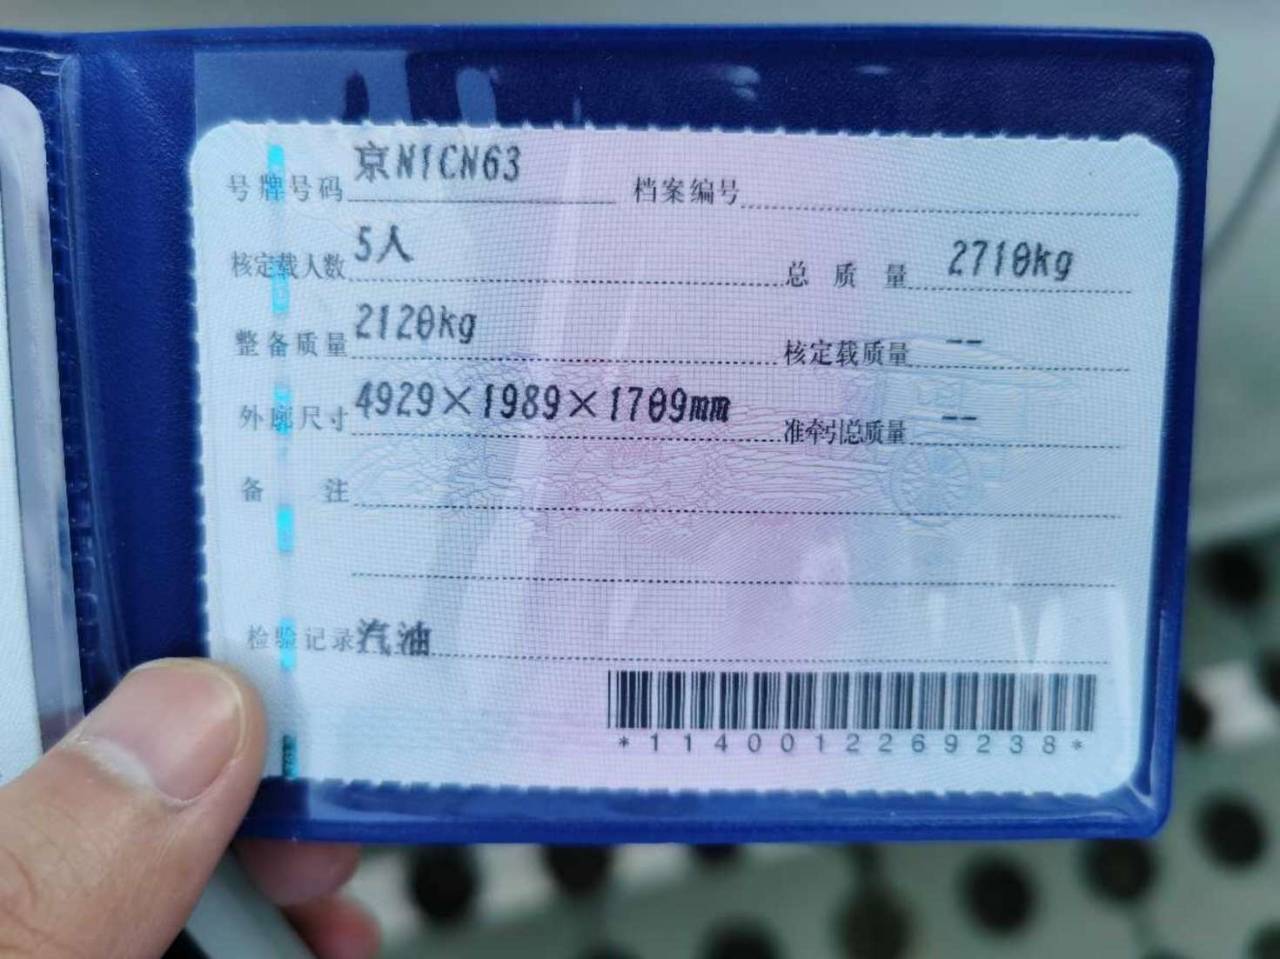 号牌号码 京N1CN63 档案编号
核定载人数 5人 总质量 2710kg
整备质量 2120kg 核定载质量 --
外廓尺寸 4929×1989×1709mm 准牵引总质量 --
备注
检验记录 汽油
*1140012269238*